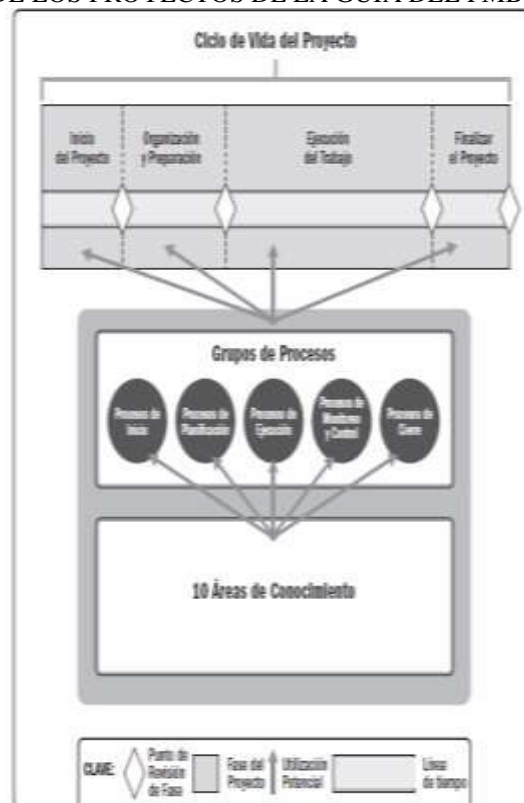 DE LOS PROYECTOS DE LA GUÍA DEL PMB
Ciclo de Vida del Proyecto
Inicio
del Proyecto
Organización
y Preparación
Ejecución
del Trabajo
Finalizar
el Proyecto
Grupos de Procesos
Procesos de
Inicio
Procesos de
Planificación
Procesos de
Ejecución
Procesos de
Monitoreo
y Control
Procesos de
Cierre
10 Áreas de Conocimiento
CLAVE:
Punto de
Revisión
de Fase
Fase del
Proyecto
Utilización
Potencial
Línea
de tiempo